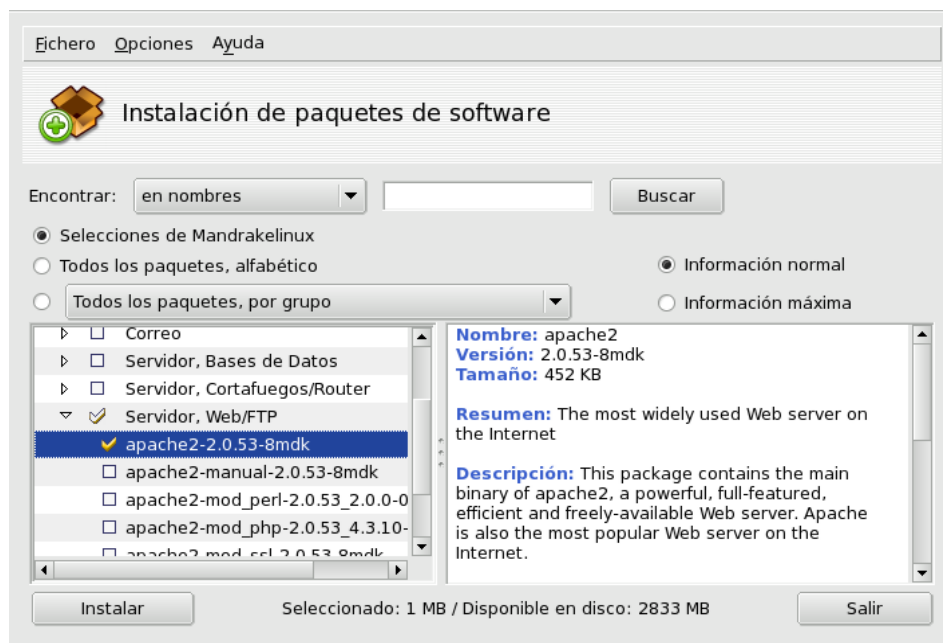 Fichero Opciones Ayuda
Instalación de paquetes de software
Encontrar: en nombres Buscar
Selecciones de Mandrakelinux
Todos los paquetes, alfabético
Información normal
Todos los paquetes, por grupo
Información máxima
Correo
Servidor, Bases de Datos
Servidor, Cortafuegos/Router
Servidor, Web/FTP
apache2-2.0.53-8mdk
apache2-manual-2.0.53-8mdk
apache2-mod_perl-2.0.53_2.0.0-0
apache2-mod_php-2.0.53_4.3.10-
apache2-mod_ssl-2.0.53-8mdk
Nombre: apache2
Versión: 2.0.53-8mdk
Tamaño: 452 KB
Resumen: The most widely used Web server on
the Internet
Descripción: This package contains the main
binary of apache2, a powerful, full-featured,
efficient and freely-available Web server. Apache
is also the most popular Web server on the
Internet.
Instalar Seleccionado: 1 MB / Disponible en disco: 2833 MB Salir